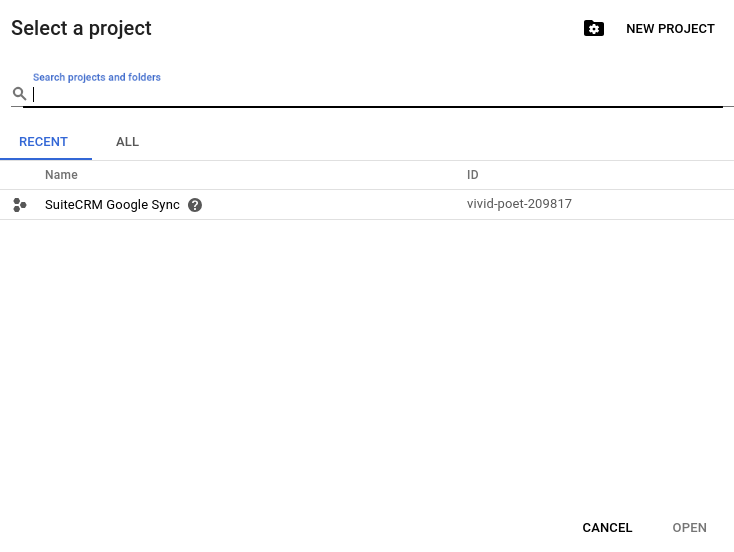 Select a project
NEW PROJECT
Search projects and folders
RECENT ALL
Name ID
SuiteCRM Google Sync ? vivid-poet-209817
CANCEL OPEN